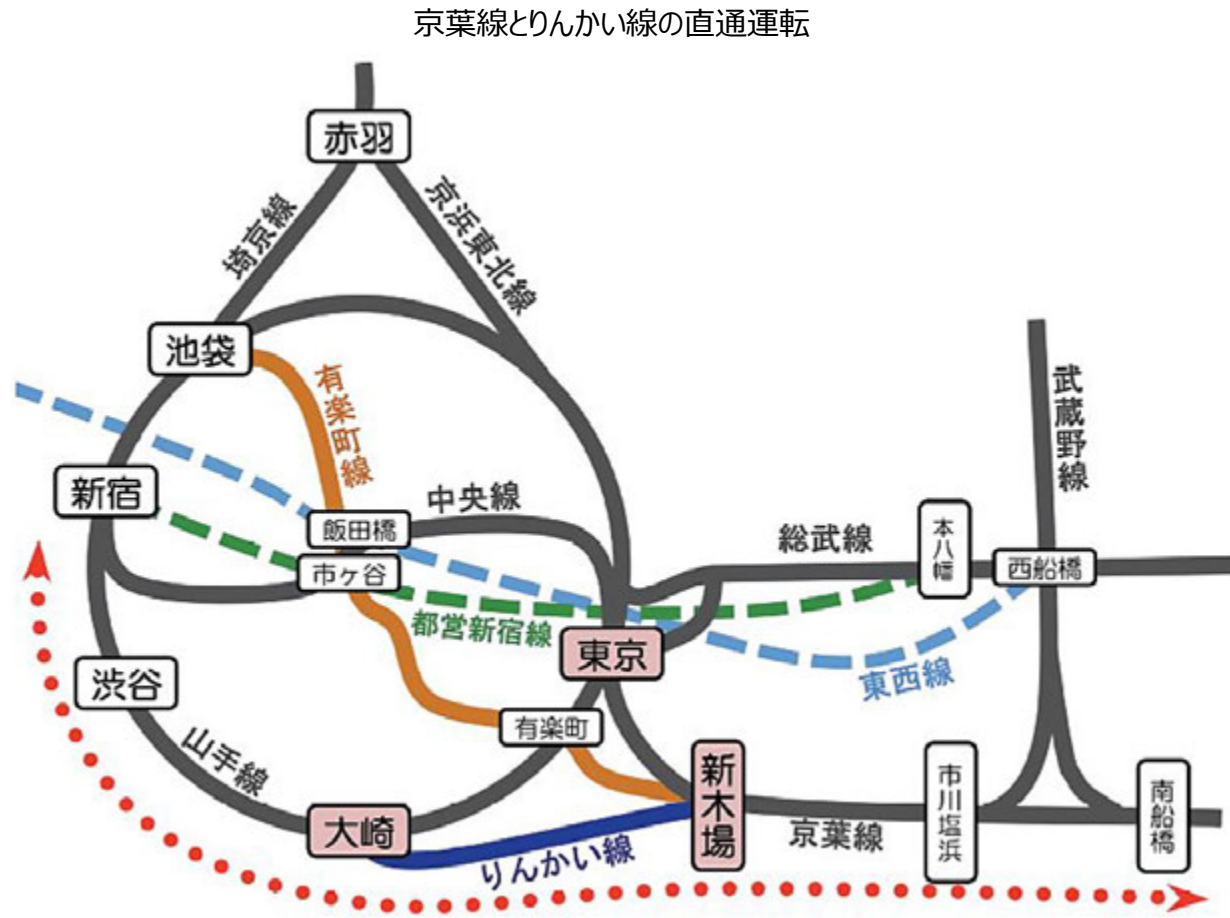 京葉線とりんかい線の直通運転
赤羽
埼京線
京浜東北線
池袋
有楽町線
武蔵野線
新宿
飯田橋
中央線
市ヶ谷
都営新宿線
総武線
本八幡
西船橋
東京
東西線
渋谷
有楽町
山手線
大崎
りんかい線
新木場
京葉線
市川塩浜
南船橋